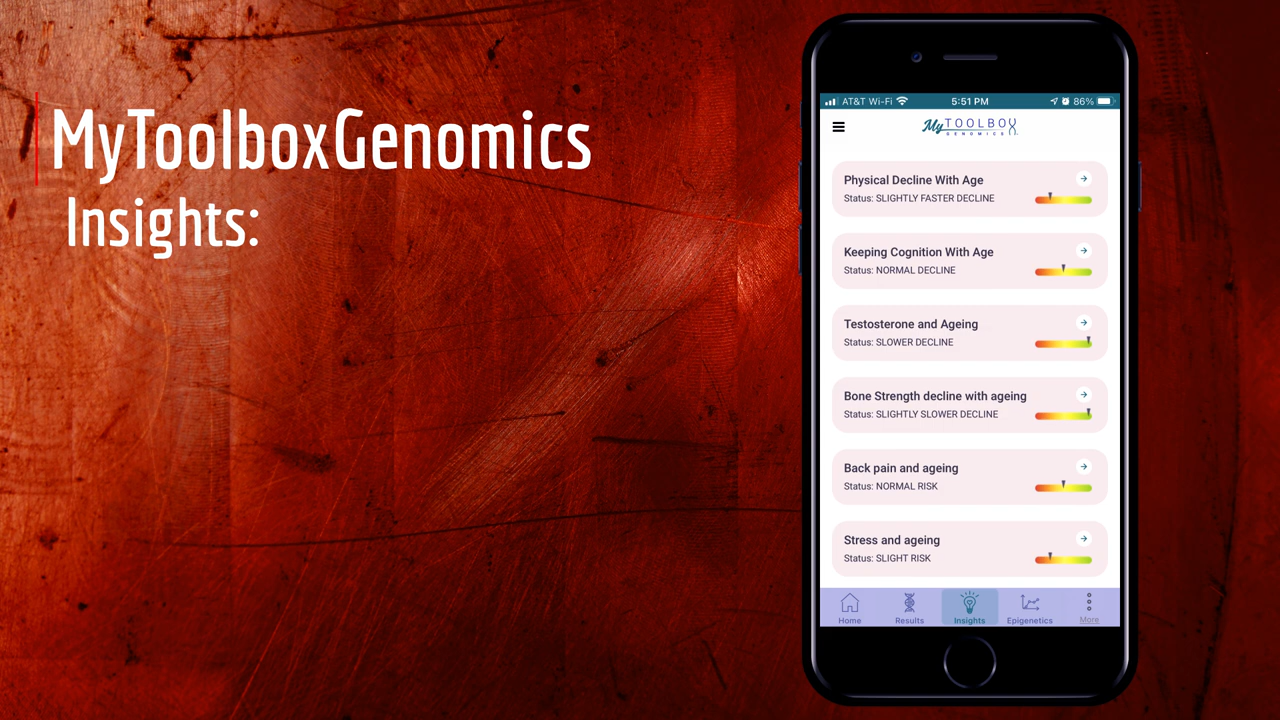 MyToolboxGenomics
Insights:
AT&T Wi-Fi 5:51 PM 86%
My TOOLBOX
GENOMICS
Physical Decline With Age
Status: SLIGHTLY FASTER DECLINE
Keeping Cognition With Age
Status: NORMAL DECLINE
Testosterone and Ageing
Status: SLOWER DECLINE
Bone Strength decline with ageing
Status: SLIGHTLY SLOWER DECLINE
Back pain and ageing
Status: NORMAL RISK
Stress and ageing
Status: SLIGHT RISK
Home Results Insights Epigenetics More